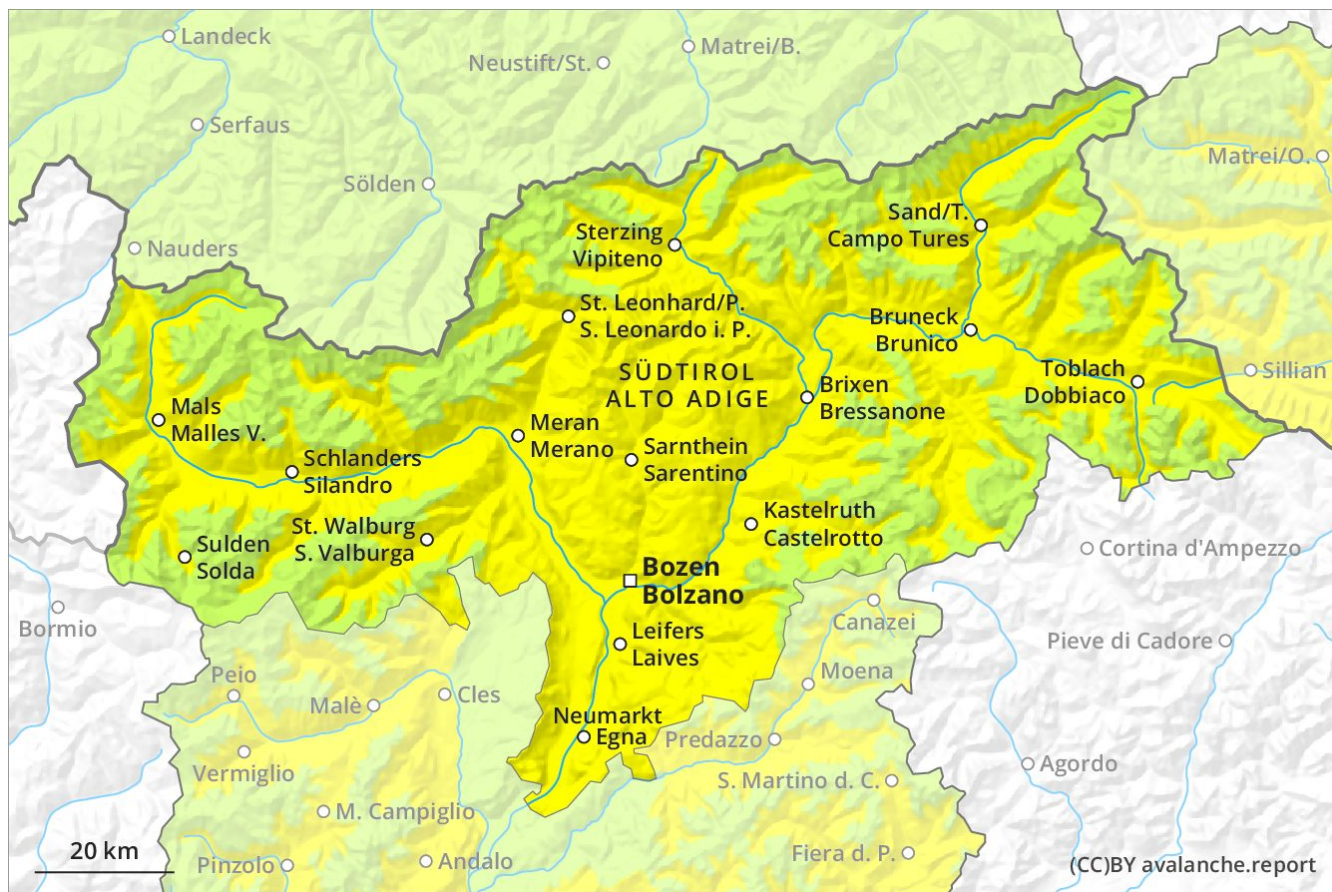 Landeck
Matrei/B.
Neustift/St.
Serfaus
Matrei/O.
Sölden
Sand/T.
Campo Tures
Sterzing
Vipiteno
Nauders
St. Leonhard/P.
S. Leonardo i. P.
Bruneck
Brunico
SÜDTIROL
ALTO ADIGE
Toblach
Dobbiaco
Sillian
Brixen
Bressanone
Mals
Malles V.
Meran
Merano
Sarnthein
Sarentino
Schlanders
Silandro
Kastelruth
Castelrotto
St. Walburg
S. Valburga
Sulden
Solda
Cortina d'Ampezzo
Bozen
Bolzano
Bormio
Canazei
Leifers
Laives
Pieve di Cadore
Peio
Moena
Malè
Cles
Neumarkt
Egna
Predazzo
Vermiglio
Agordo
S. Martino d. C.
M. Campiglio
20 km
Pinzolo
Andalo
Fiera d. P.
(CC)BY avalanche.report